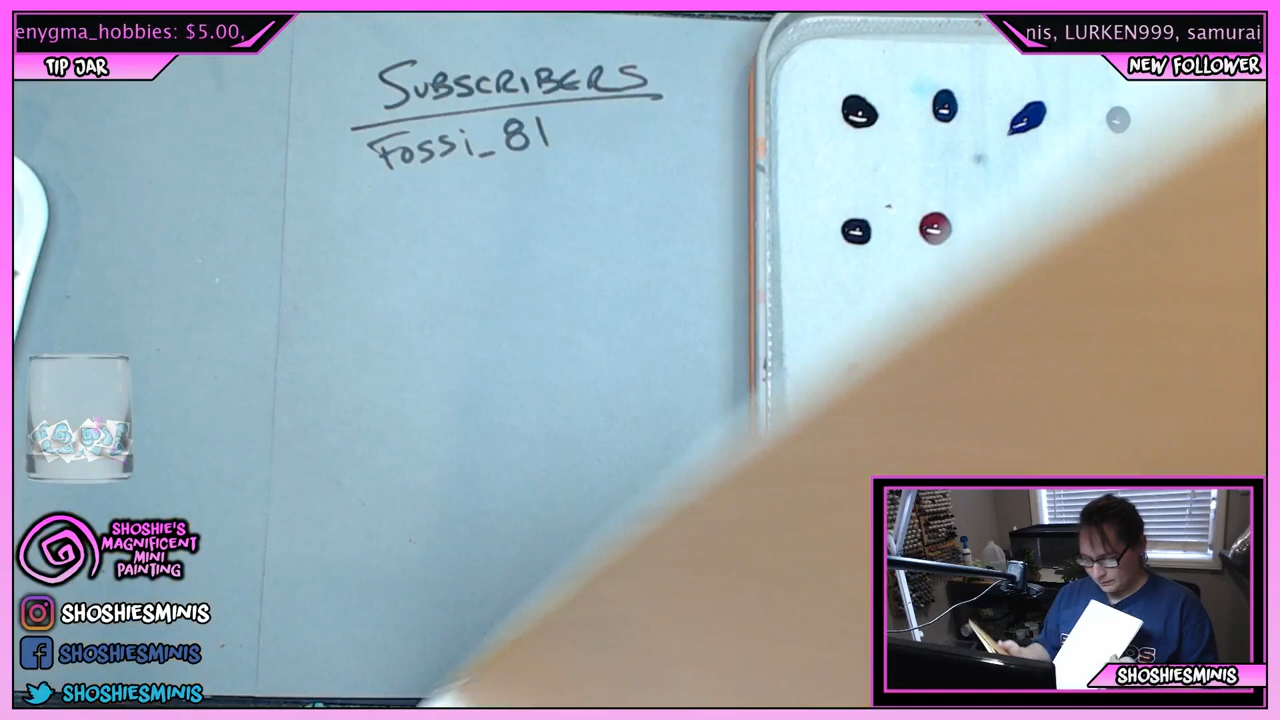 enygma_hobbies: $5.00,
TIP JAR
nis, LURKEN999, samurai
NEW FOLLOWER
SUBSCRIBERS
Fossi_81
SHOSHIE'S
MAGNIFICENT
MINI
PAINTING
SHOSHIESMINIS
SHOSHIESMINIS
SHOSHIESMINIS
SHOSHIESMINIS